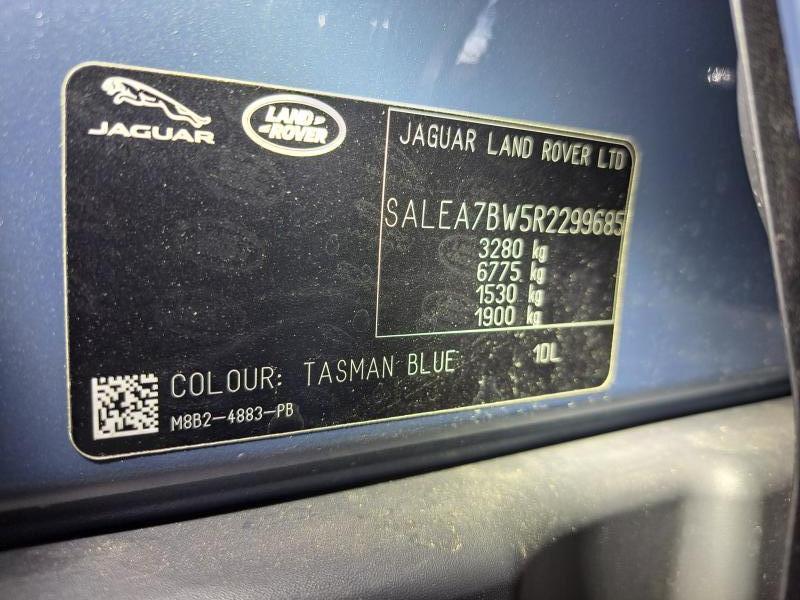 JAGUAR
LAND ROVER
JAGUAR LAND ROVER LTD
SALEA7BW5R2299685
3280 kg
6775 kg
1530 kg
1900 kg
COLOUR: TASMAN BLUE 1DL
M8B2-4883-PB